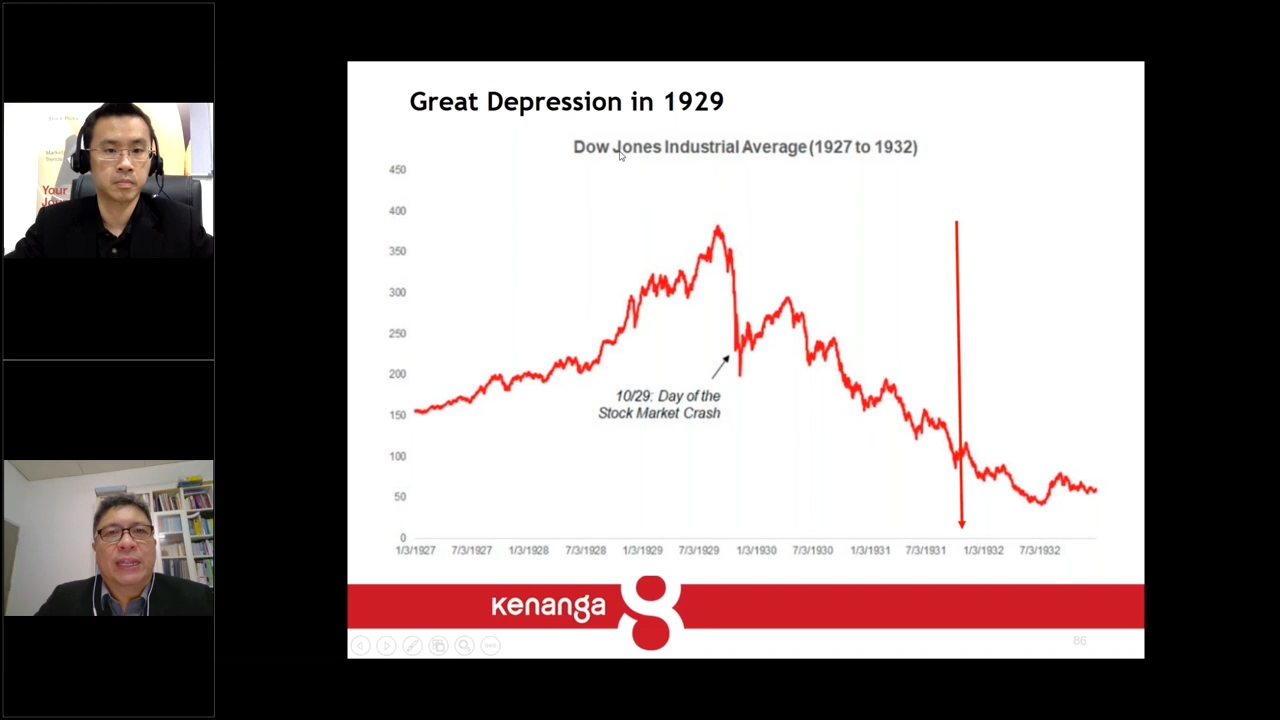 Great Depression in 1929
Dow Jones Industrial Average (1927 to 1932)
450
400
350
300
250
200
150
100
50
0
10/29: Day of the
Stock Market Crash
1/3/1927 7/3/1927 1/3/1928 7/3/1928 1/3/1929 7/3/1929 1/3/1930 7/3/1930 1/3/1931 7/3/1931 1/3/1932 7/3/1932
kenanga
86
Your